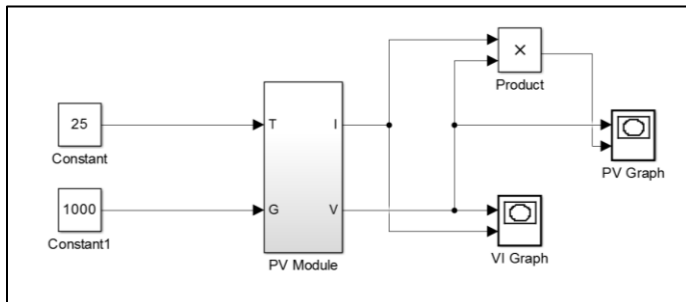 ×
Product
25
T
I
Constant
PV Graph
1000
G
V
Constant1
PV Module
VI Graph